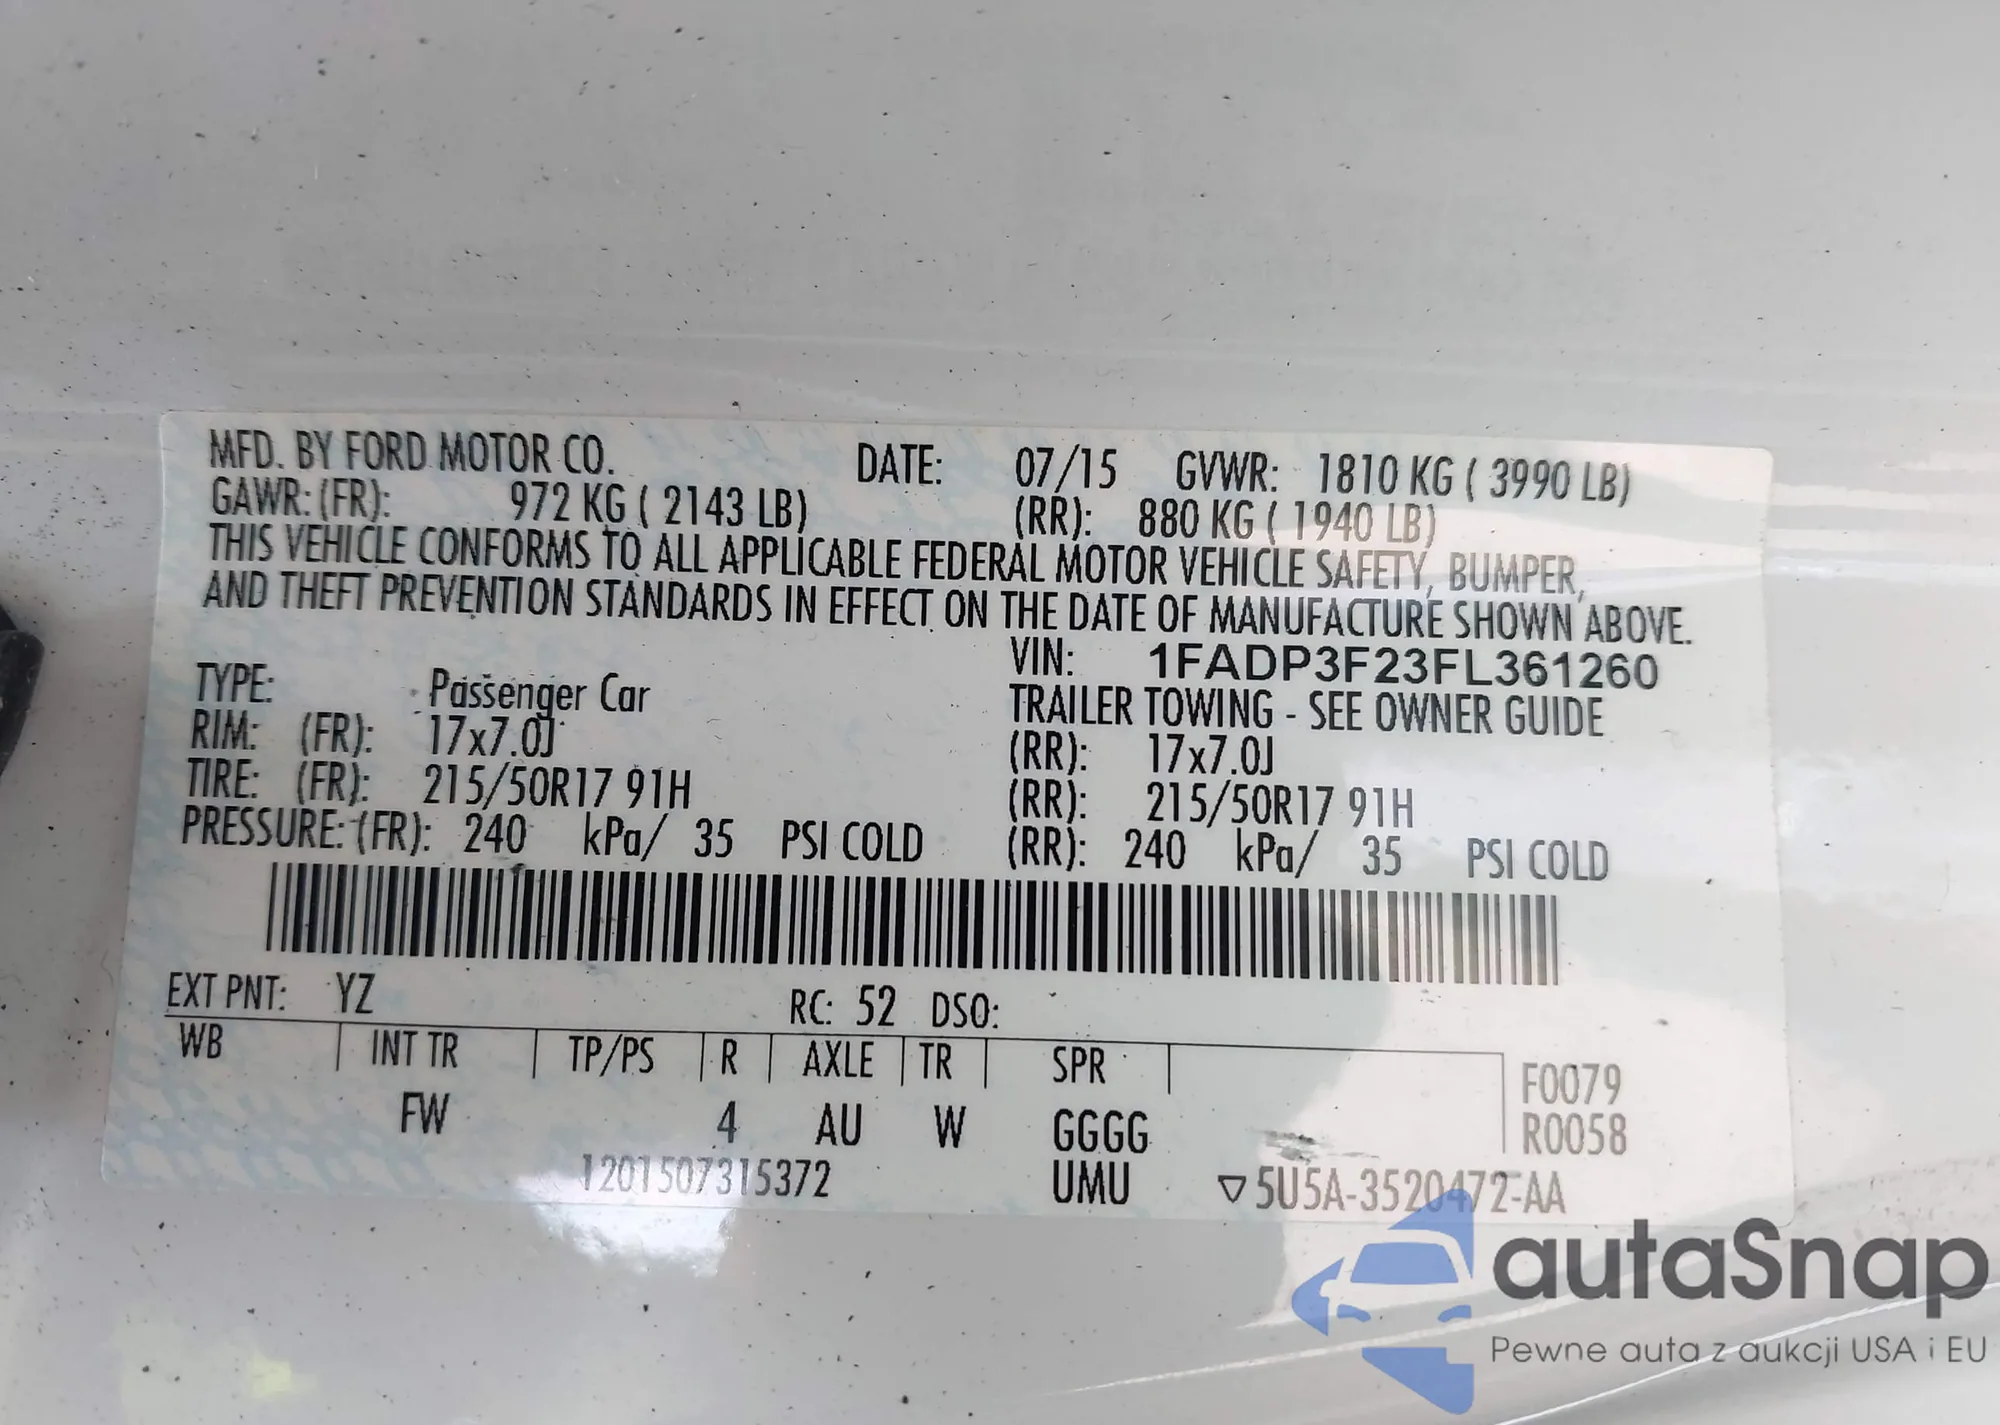 MFD. BY FORD MOTOR CO. DATE: 07/15 GVWR: 1810 KG ( 3990 LB)
GAWR: (FR): 972 KG ( 2143 LB) (RR): 880 KG ( 1940 LB)
THIS VEHICLE CONFORMS TO ALL APPLICABLE FEDERAL MOTOR VEHICLE SAFETY, BUMPER,
AND THEFT PREVENTION STANDARDS IN EFFECT ON THE DATE OF MANUFACTURE SHOWN ABOVE.
VIN: 1FADP3F23FL361260
TYPE: Passenger Car TRAILER TOWING - SEE OWNER GUIDE
RIM: (FR): 17x7.0J (RR): 17x7.0J
TIRE: (FR): 215/50R17 91H (RR): 215/50R17 91H
PRESSURE: (FR): 240 kPa/ 35 PSI COLD (RR): 240 kPa/ 35 PSI COLD
EXT PNT: YZ RC: 52 DSO:
WB INT TR TP/PS R AXLE TR SPR F0079
FW 4 AU W GGGG R0058
1201507315372 UMU ▽5U5A-3520472-AA
autaSnap
Pewne auta z aukcji USA i EU